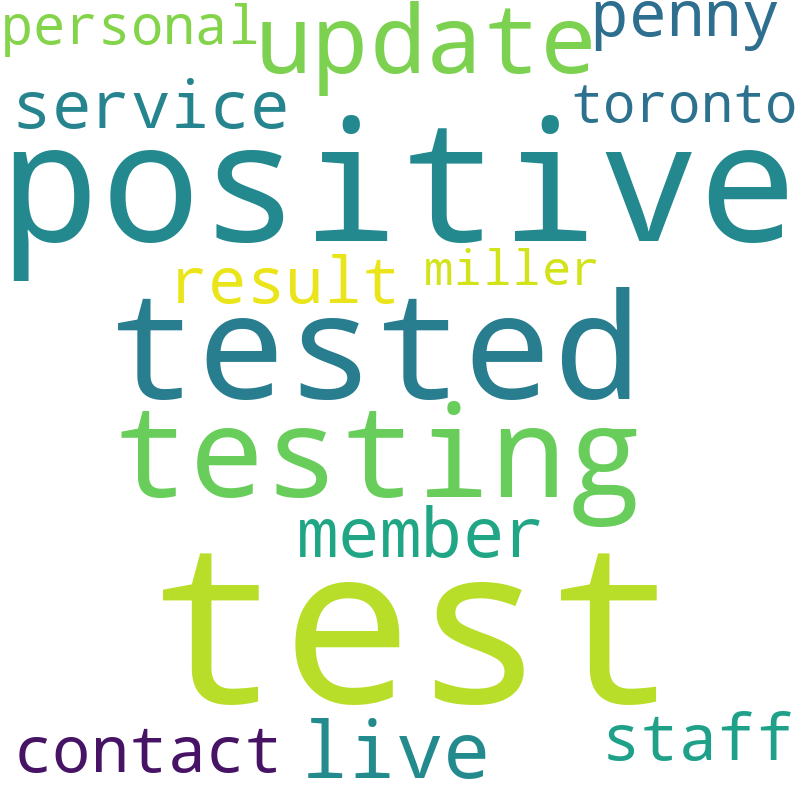 personal update penny
service toronto
positive
result miller
tested
testing
member
test
contact live staff